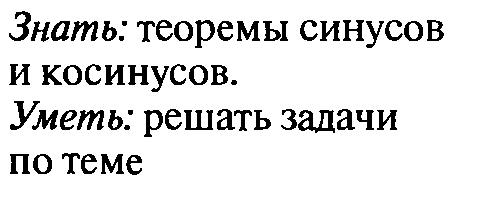 Знать: теоремы синусов
и косинусов.
Уметь: решать задачи
по теме